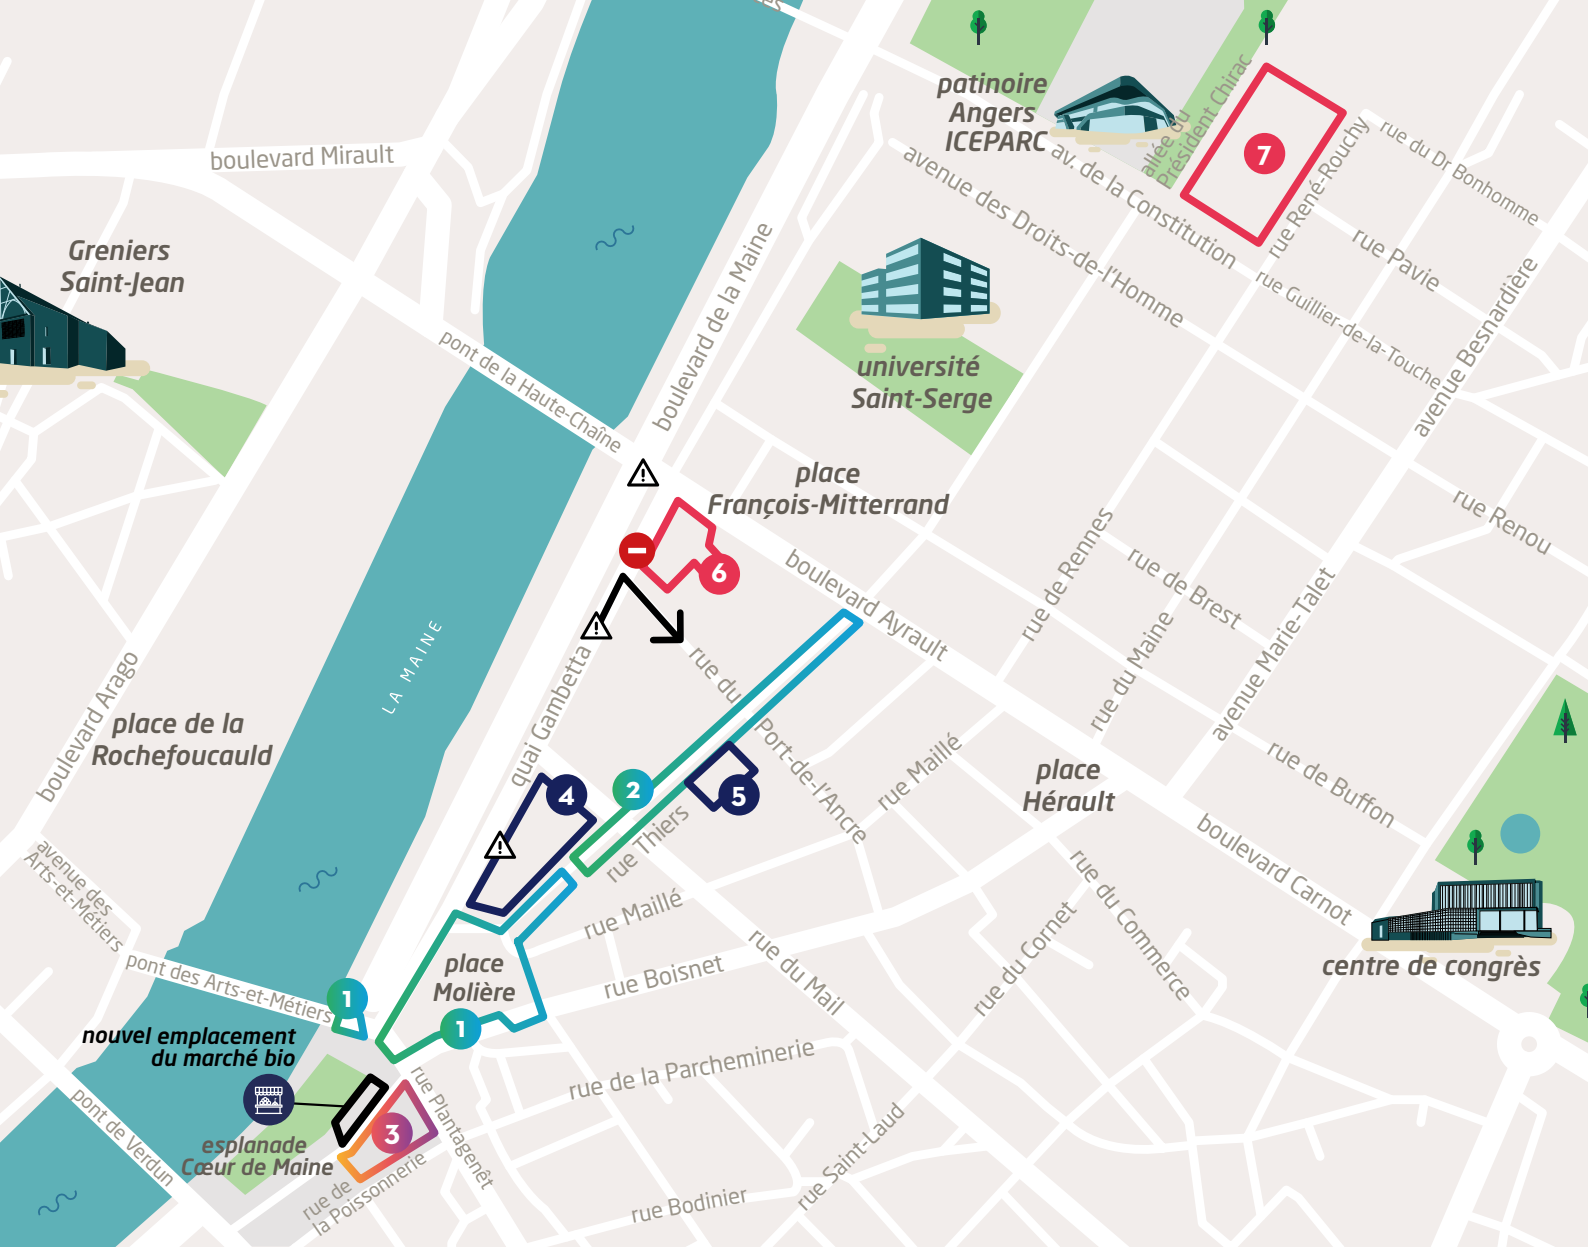 boulevard Mirault
Greniers
Saint-Jean
pont de la Haute-Chaîne
boulevard de la Maine
patinoire
Angers
ICEPARC
allée du
Président Chirac
7
av. de la Constitution
avenue des Droits-de-l'Homme
rue René-Rouchy
rue du Dr Bonhomme
rue Pavie
rue Guillier-de-la-Touche
avenue Besnardière
université
Saint-Serge
place
François-Mitterrand
6
boulevard Ayrault
rue de Rennes
rue de Brest
rue Renou
rue du Maine
avenue Marie-Talet
rue de Buffon
LA MAINE
boulevard Arago
place de la
Rochefoucauld
quai Gambetta
rue du Port-de-l'Ancre
4
2
5
rue Thiers
rue Maillé
place
Hérault
boulevard Carnot
rue Maillé
rue du Commerce
rue du Cornet
rue du Mail
centre de congrès
avenue des
Arts-et-Métiers
pont des Arts-et-Métiers
1
place
Molière
1
rue Boisnet
nouvel emplacement
du marché bio
rue de la Parcheminerie
rue Plantagenêt
3
pont de Verdun
esplanade
Cœur de Maine
rue de
la Poissonnerie
rue Saint-Laud
rue Bodinier